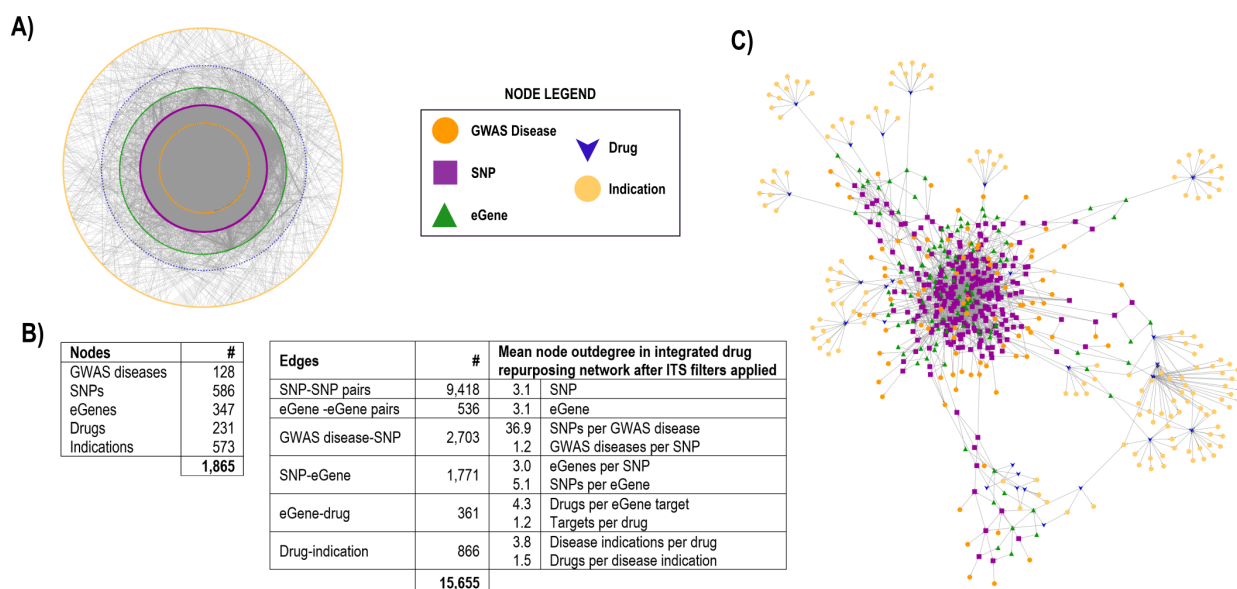 A)
NODE LEGEND
GWAS Disease
SNP
eGene
Drug
Indication
B)
Nodes #
GWAS diseases 128
SNPs 586
eGenes 347
Drugs 231
Indications 573
1,865
Edges # Mean node outdegree in integrated drug
repurposing network after ITS filters applied
SNP-SNP pairs 9,418 3.1 SNP
eGene -eGene pairs 536 3.1 eGene
GWAS disease-SNP 2,703 36.9 SNPs per GWAS disease
1.2 GWAS diseases per SNP
SNP-eGene 1,771 3.0 eGenes per SNP
5.1 SNPs per eGene
eGene-drug 361 4.3 Drugs per eGene target
1.2 Targets per drug
Drug-indication 866 3.8 Disease indications per drug
1.5 Drugs per disease indication
15,655
C)